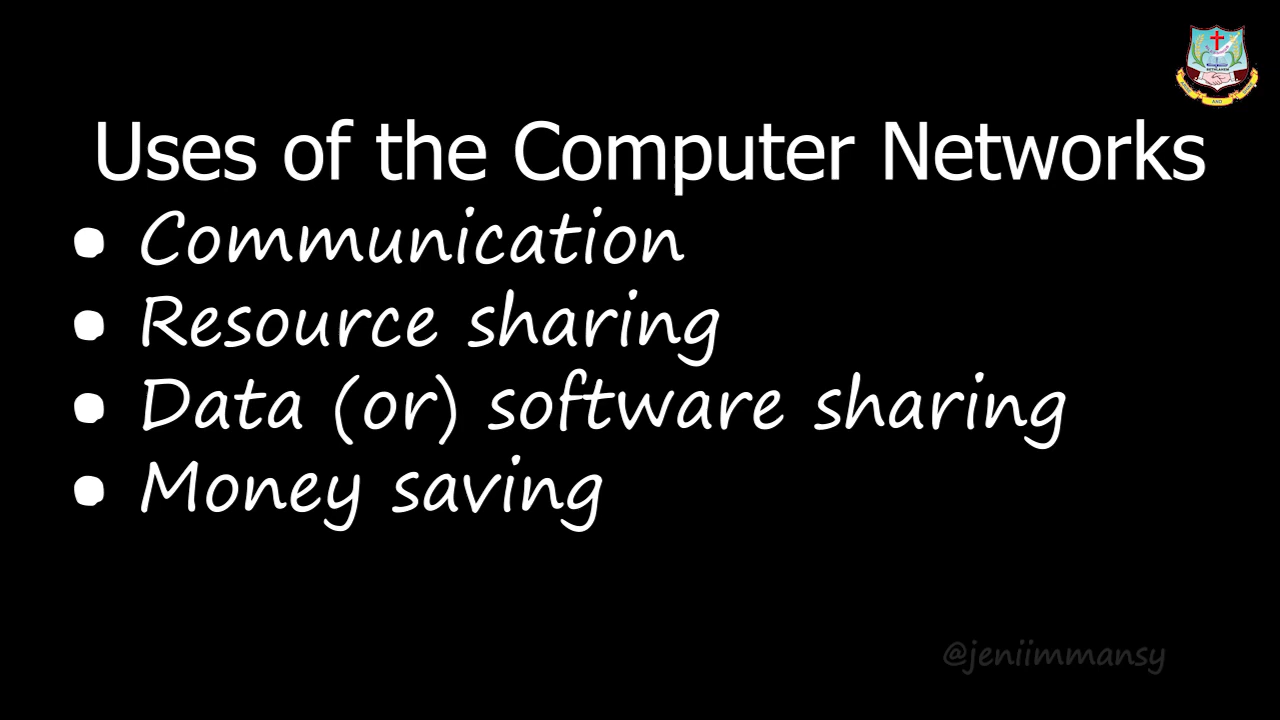 Uses of the Computer Networks
• Communication
• Resource sharing
• Data (or) software sharing
• Money saving
@jeniimmansy